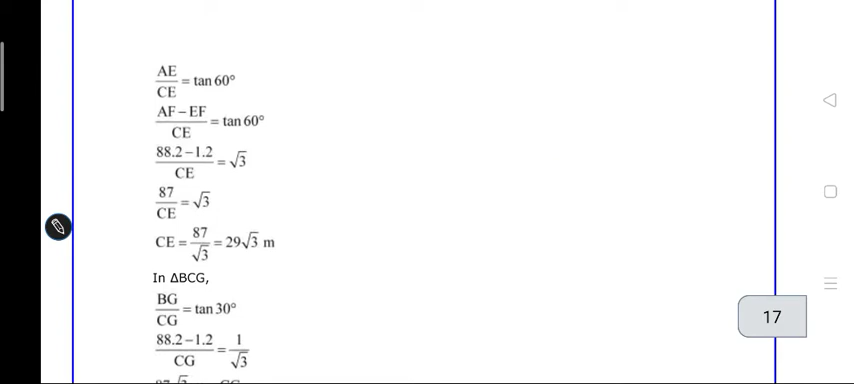 AE/CE = tan 60°
AF − EF/CE = tan 60°
88.2 − 1.2/CE = √3
87/CE = √3
CE = 87/√3 = 29√3 m
In ΔBCG,
BG/CG = tan 30°
88.2 − 1.2/CG = 1/√3
17